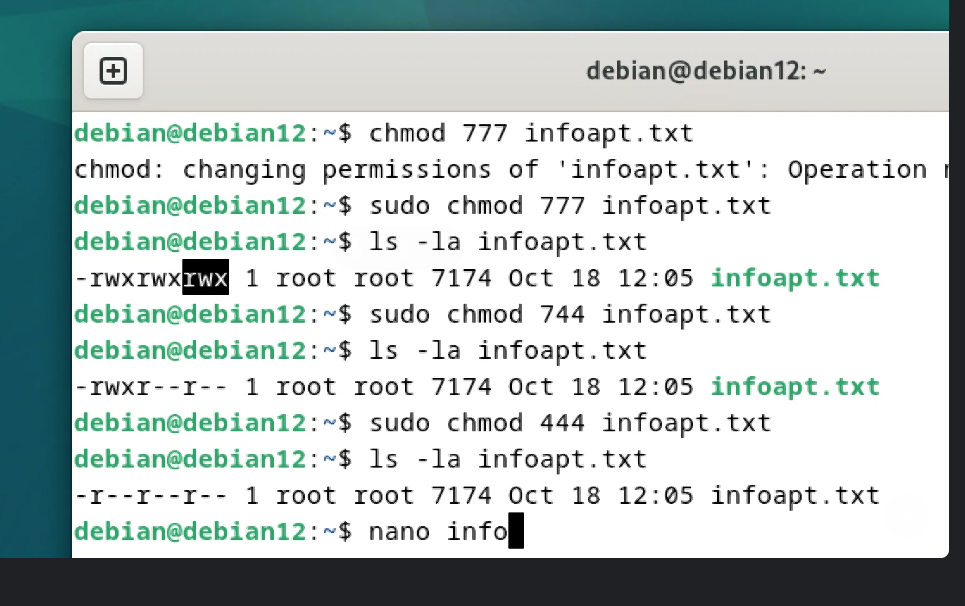 debian@debian12: ~
debian@debian12:~$ chmod 777 infoapt.txt
chmod: changing permissions of 'infoapt.txt': Operation
debian@debian12:~$ sudo chmod 777 infoapt.txt
debian@debian12:~$ ls -la infoapt.txt
-rwxrwxrwx 1 root root 7174 Oct 18 12:05 infoapt.txt
debian@debian12:~$ sudo chmod 744 infoapt.txt
debian@debian12:~$ ls -la infoapt.txt
-rwxr--r-- 1 root root 7174 Oct 18 12:05 infoapt.txt
debian@debian12:~$ sudo chmod 444 infoapt.txt
debian@debian12:~$ ls -la infoapt.txt
-r--r--r-- 1 root root 7174 Oct 18 12:05 infoapt.txt
debian@debian12:~$ nano info